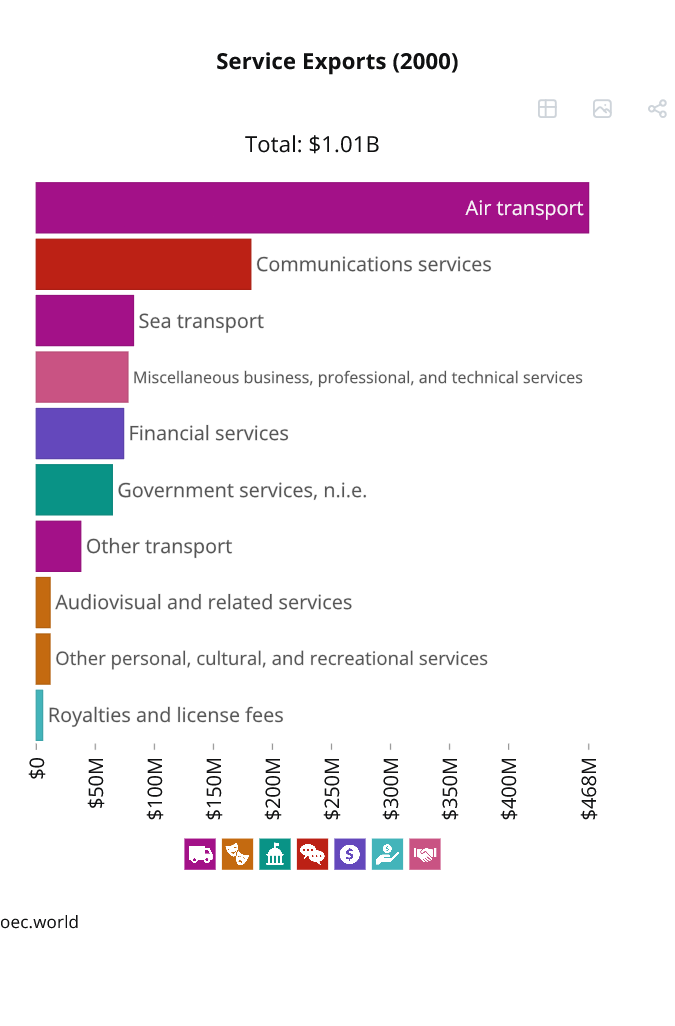 Service Exports (2000)
Total: $1.01B
Air transport
Communications services
Sea transport
Miscellaneous business, professional, and technical services
Financial services
Government services, n.i.e.
Other transport
Audiovisual and related services
Other personal, cultural, and recreational services
Royalties and license fees
$0
$50M
$100M
$150M
$200M
$250M
$300M
$350M
$400M
$468M
oec.world